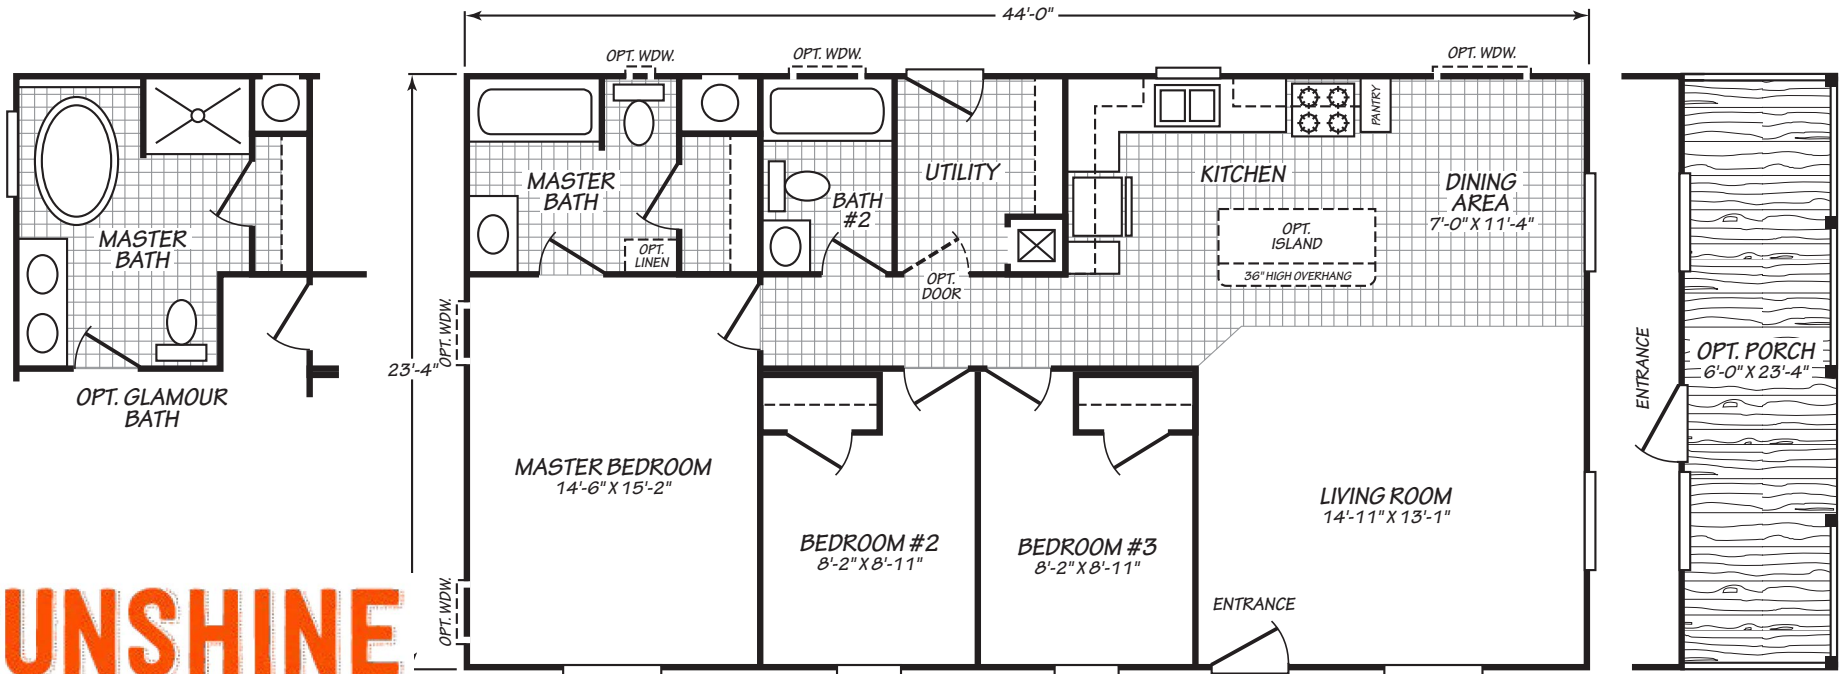 44'-0"
OPT. WDW.
OPT. WDW.
OPT. WDW.
MASTER
BATH
OPT. GLAMOUR
BATH
MASTER
BATH
OPT.
LINEN
BATH
#2
UTILITY
OPT.
DOOR
KITCHEN
PANTRY
OPT.
ISLAND
36" HIGH OVERHANG
DINING
AREA
7'-0" X 11'-4"
OPT. WDW.
23'-4"
OPT. WDW.
MASTER BEDROOM
14'-6" X 15'-2"
BEDROOM #2
8'-2" X 8'-11"
BEDROOM #3
8'-2" X 8'-11"
LIVING ROOM
14'-11" X 13'-1"
ENTRANCE
ENTRANCE
OPT. PORCH
6'-0" X 23'-4"
UNSHINE